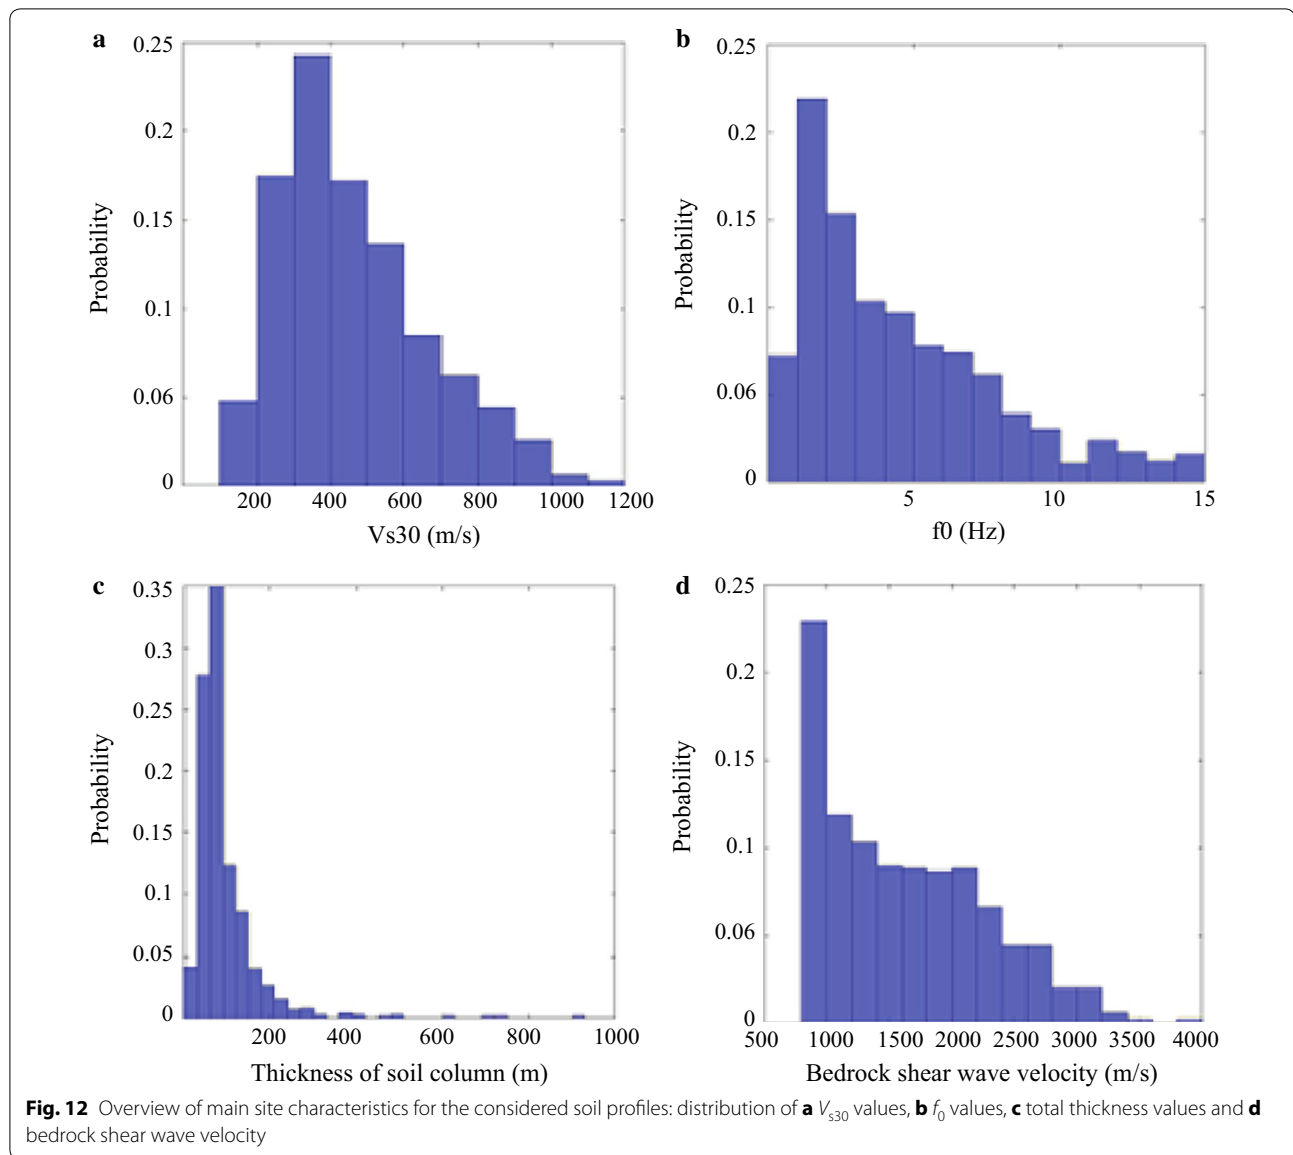 a
0.25
0.2
0.15
0.1
0.06
0
Probability
200 400 600 800 1000 1200
Vs30 (m/s)
b
0.25
0.2
0.15
0.1
0.06
0
Probability
5 10 15
f0 (Hz)
c
0.35
0.3
0.25
0.2
0.15
0.1
0.05
0
Probability
200 400 600 800 1000
Thickness of soil column (m)
d
0.25
0.2
0.15
0.1
0.06
0
Probability
500 1000 1500 2000 2500 3000 3500 4000
Bedrock shear wave velocity (m/s)
Fig. 12 Overview of main site characteristics for the considered soil profiles: distribution of a Vs30 values, b f0 values, c total thickness values and d
bedrock shear wave velocity